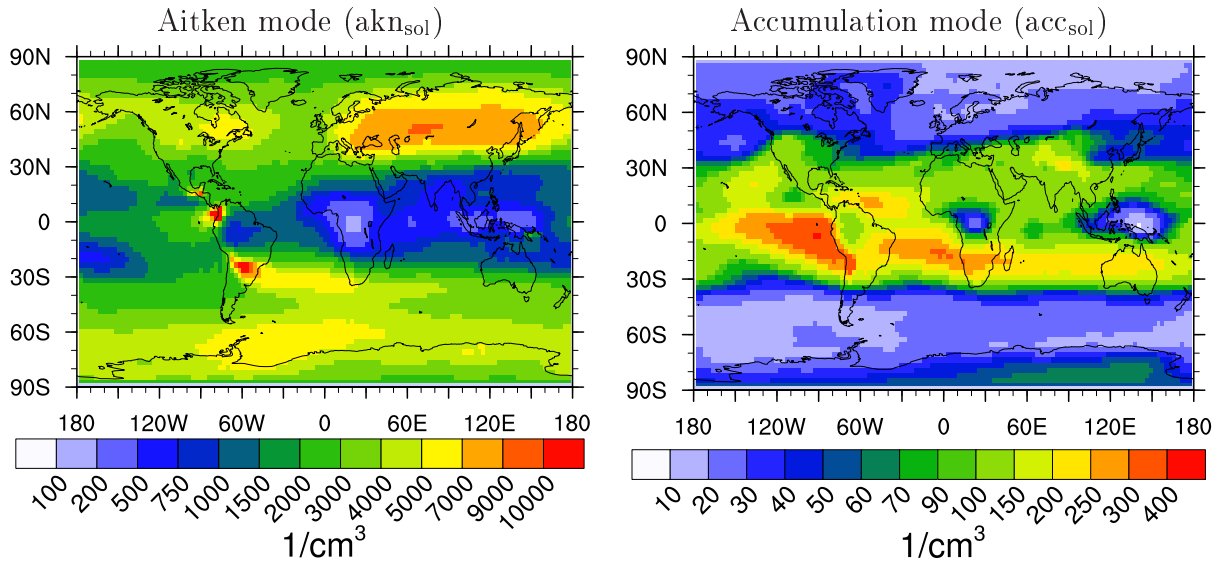 Aitken mode (akn_sol)
90N
60N
30N
0
30S
60S
90S
180 120W 60W 0 60E 120E 180
100 200 500 750 1000 1500 2000 3000 4000 5000 7000 9000 10000
1/cm³
Accumulation mode (acc_sol)
90N
60N
30N
0
30S
60S
90S
180 120W 60W 0 60E 120E 180
10 20 30 40 50 60 70 90 100 150 200 250 300 400
1/cm³